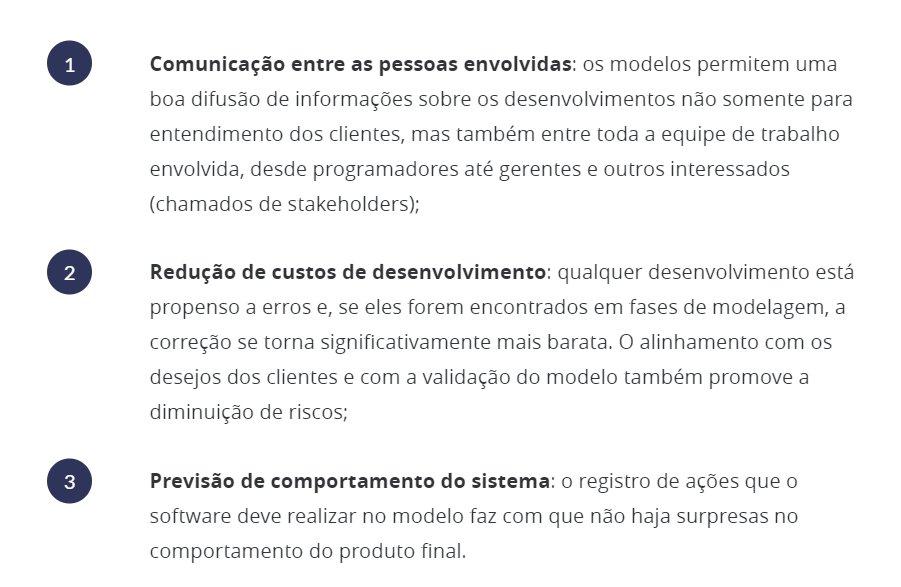 1
Comunicação entre as pessoas envolvidas: os modelos permitem uma
boa difusão de informações sobre os desenvolvimentos não somente para
entendimento dos clientes, mas também entre toda a equipe de trabalho
envolvida, desde programadores até gerentes e outros interessados
(chamados de stakeholders);
2
Redução de custos de desenvolvimento: qualquer desenvolvimento está
propenso a erros e, se eles forem encontrados em fases de modelagem, a
correção se torna significativamente mais barata. O alinhamento com os
desejos dos clientes e com a validação do modelo também promove a
diminuição de riscos;
3
Previsão de comportamento do sistema: o registro de ações que o
software deve realizar no modelo faz com que não haja surpresas no
comportamento do produto final.